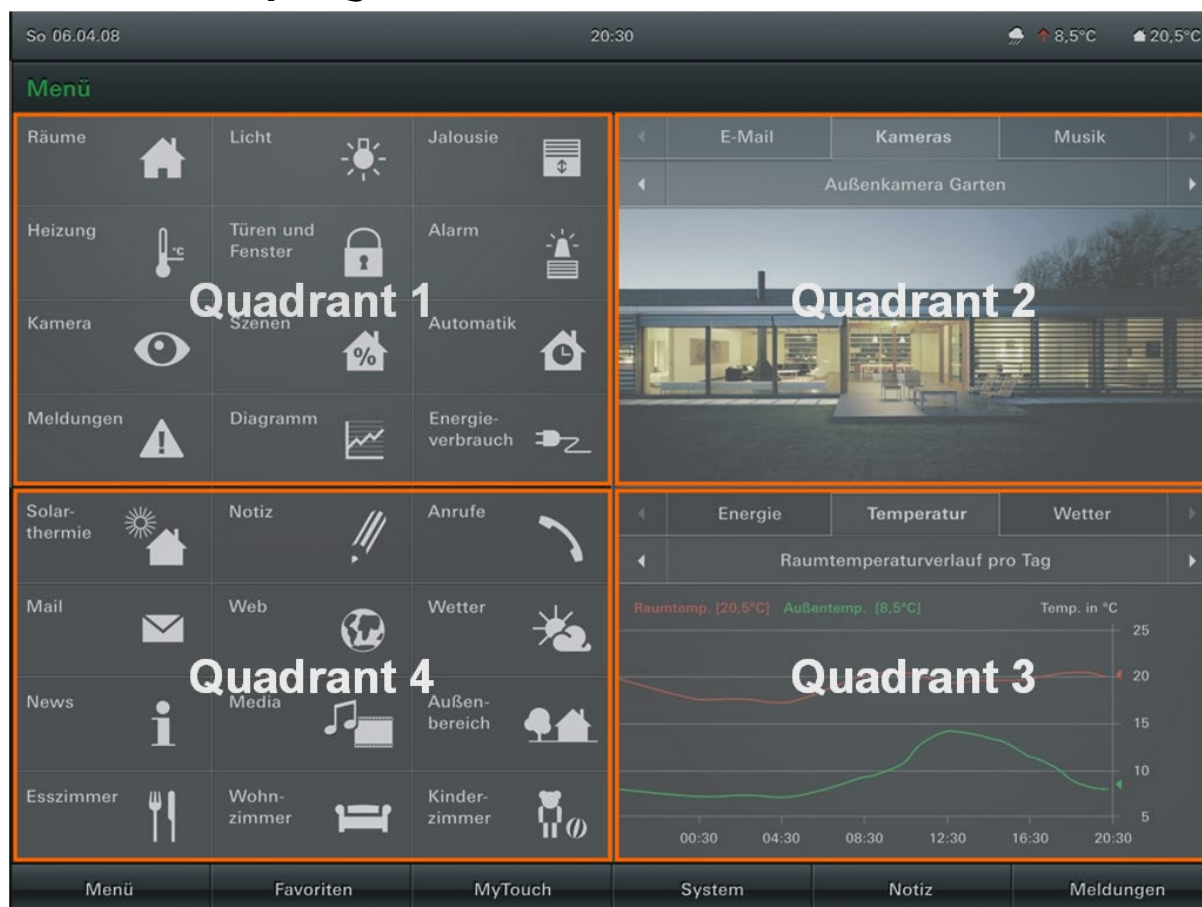 So 06.04.08 20:30 8,5°C 20,5°C
Menü
Räume Licht Jalousie
Heizung Türen und Fenster Alarm
Kamera Szenen Automatik
Meldungen Diagramm Energie-
verbrauch
Quadrant 1
E-Mail Kameras Musik
Außenkamera Garten
Quadrant 2
Solar-
thermie Notiz Anrufe
Mail Web Wetter
News Media Außen-
bereich
Esszimmer Wohn-
zimmer Kinder-
zimmer
Quadrant 4
Energie Temperatur Wetter
Raumtemperaturverlauf pro Tag
Raumtemp. [20,5°C] Außentemp. [8,5°C] Temp. in °C
25
20
15
10
5
00:30 04:30 08:30 12:30 16:30 20:30
Quadrant 3
Menü Favoriten MyTouch System Notiz Meldungen